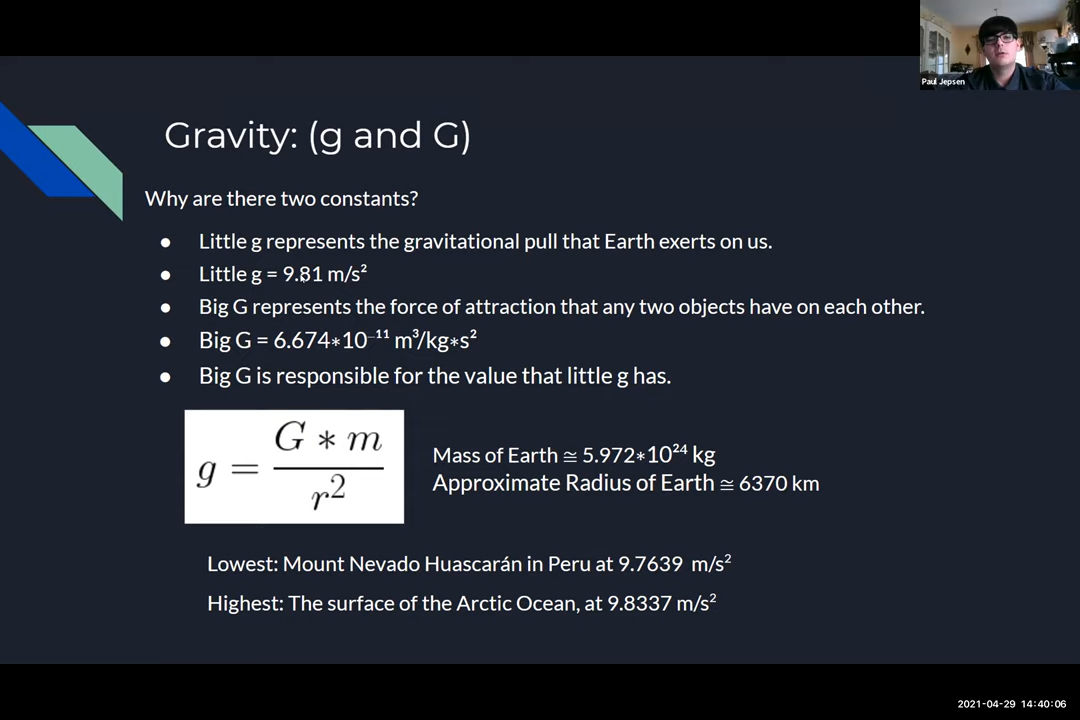 Paul Jepsen
Gravity: (g and G)
Why are there two constants?
● Little g represents the gravitational pull that Earth exerts on us.
● Little g = 9.81 m/s²
● Big G represents the force of attraction that any two objects have on each other.
● Big G = 6.674∗10⁻¹¹ m³/kg∗s²
● Big G is responsible for the value that little g has.
g = G ∗ m / r²
Mass of Earth ≅ 5.972∗10²⁴ kg
Approximate Radius of Earth ≅ 6370 km
Lowest: Mount Nevado Huascarán in Peru at 9.7639 m/s²
Highest: The surface of the Arctic Ocean, at 9.8337 m/s²
2021-04-29 14:40:06